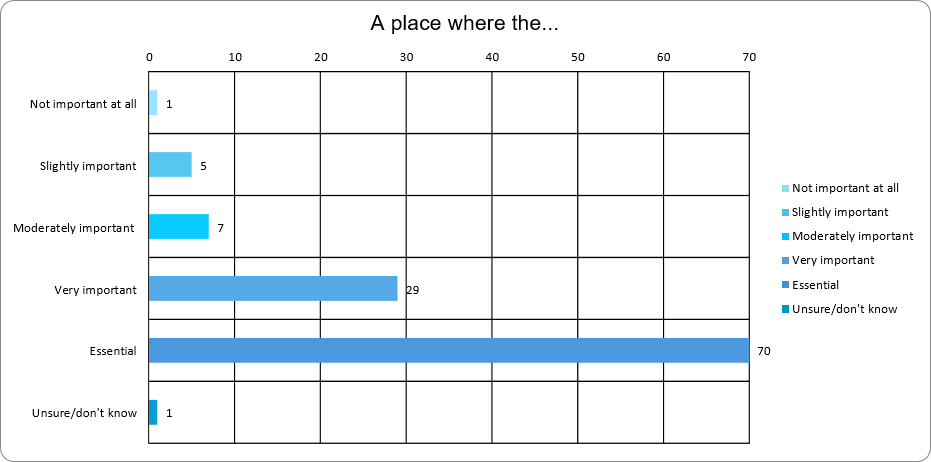 A place where the...
0 10 20 30 40 50 60 70
Not important at all 1
Slightly important 5
Moderately important 7
Very important 29
Essential 70
Unsure/don't know 1
Not important at all
Slightly important
Moderately important
Very important
Essential
Unsure/don't know